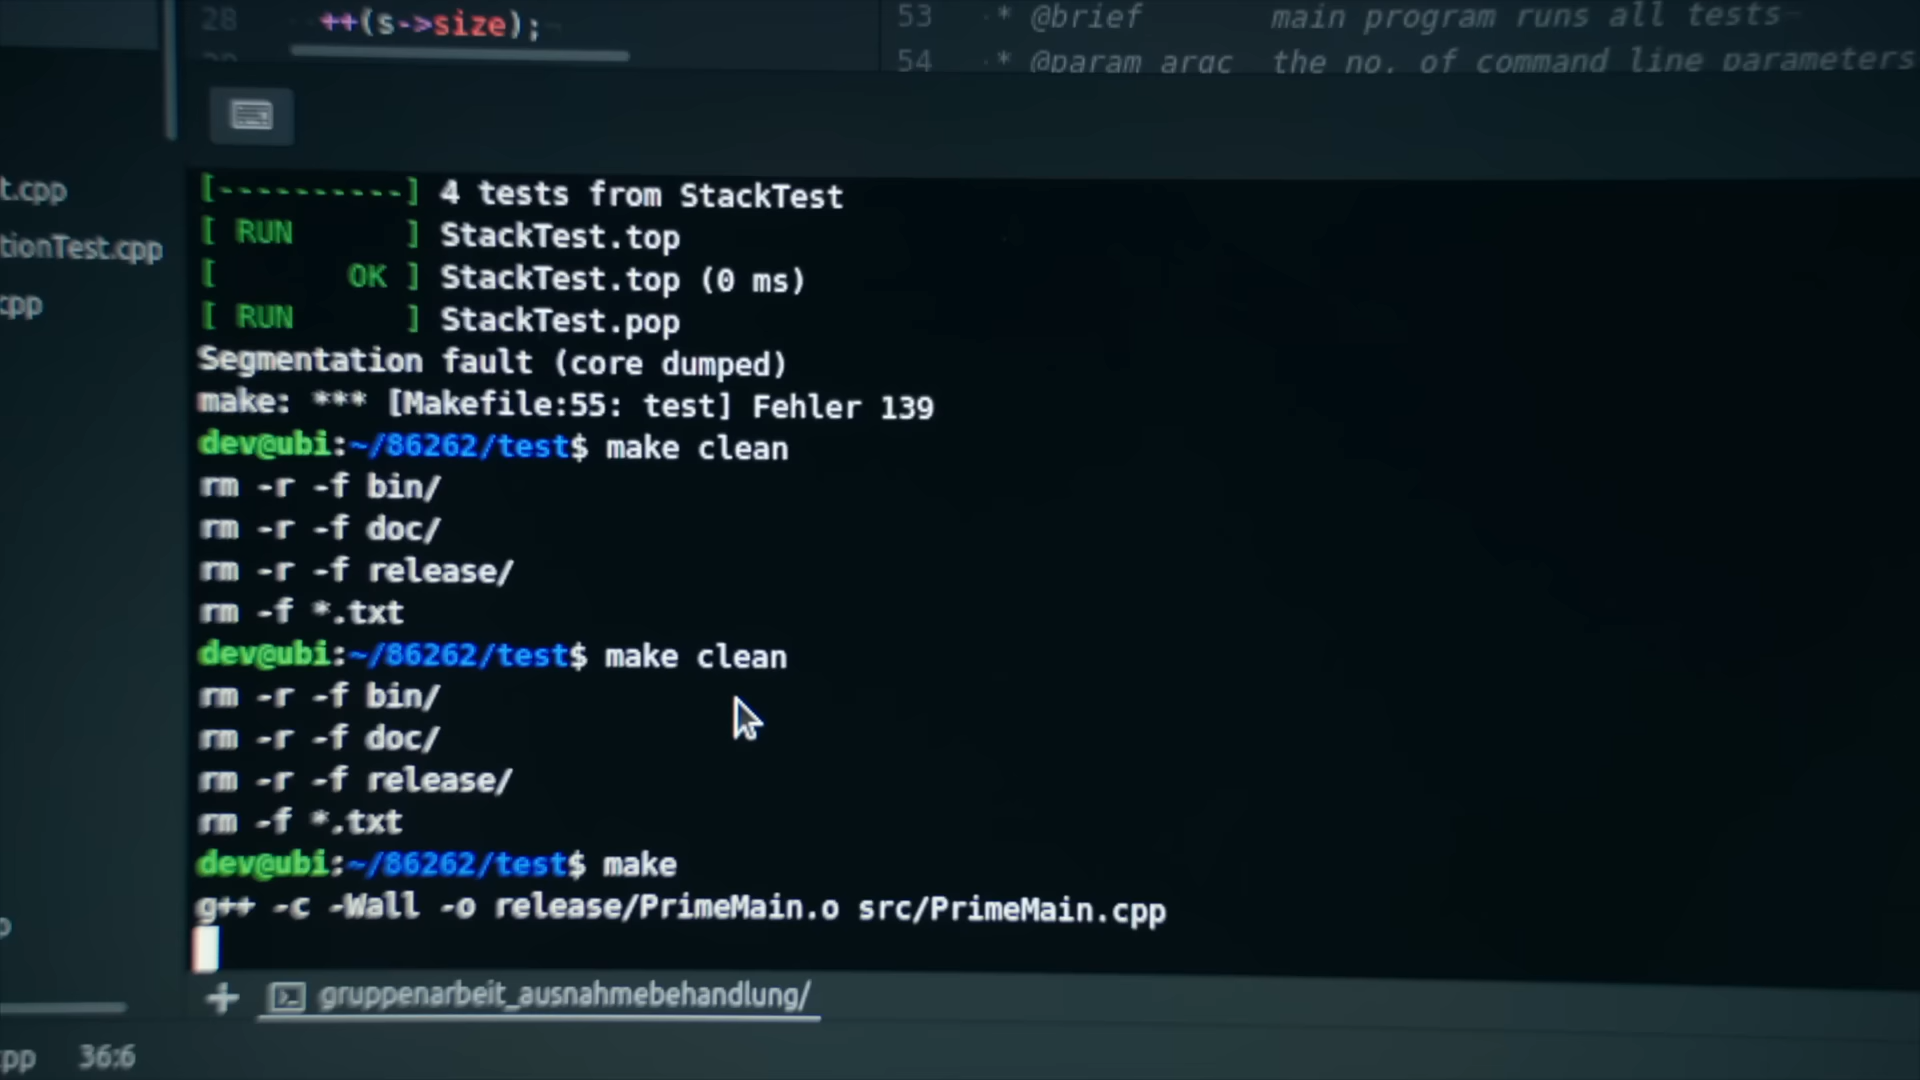 28 ++(s->size);
53 * @brief main program runs all tests
54 * @param argc the no. of command line parameters
t.cpp
tionTest.cpp
cpp
[----------] 4 tests from StackTest
[ RUN      ] StackTest.top
[       OK ] StackTest.top (0 ms)
[ RUN      ] StackTest.pop
Segmentation fault (core dumped)
make: *** [Makefile:55: test] Fehler 139
dev@ubi:~/86262/test$ make clean
rm -r -f bin/
rm -r -f doc/
rm -r -f release/
rm -f *.txt
dev@ubi:~/86262/test$ make clean
rm -r -f bin/
rm -r -f doc/
rm -r -f release/
rm -f *.txt
dev@ubi:~/86262/test$ make
g++ -c -Wall -o release/PrimeMain.o src/PrimeMain.cpp
+ gruppenarbeit_ausnahmebehandlung/
pp 36:6